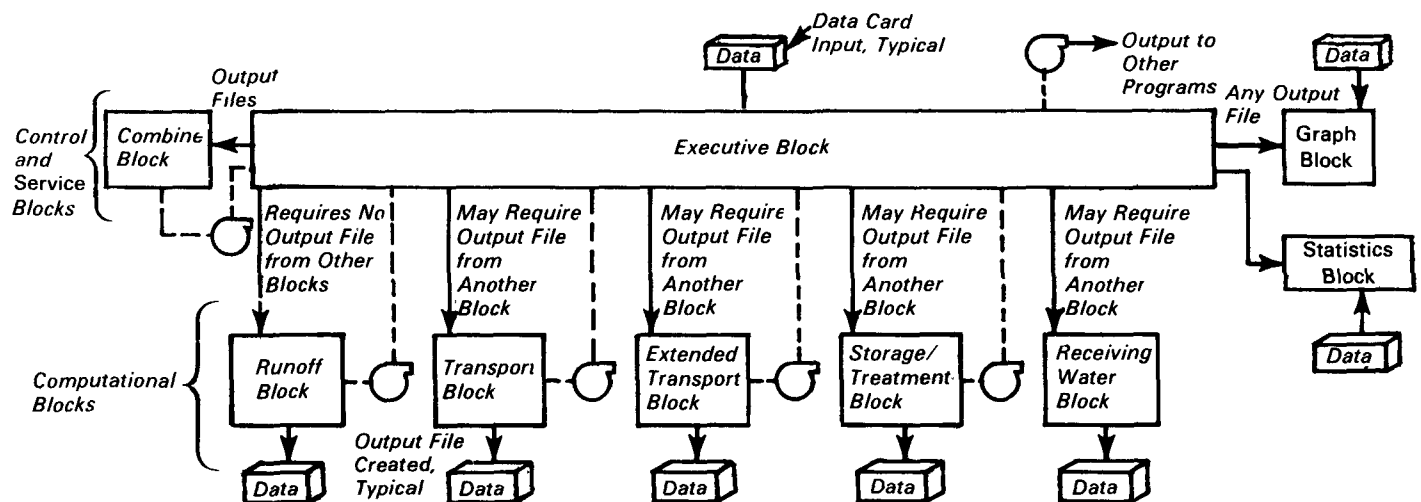 Data Card
Input, Typical
Data
Output to
Other
Programs
Data
Output
Files
Any Output
File
Control
and
Service
Blocks
Combine
Block
Executive Block
Graph
Block
Requires No
Output File
from Other
Blocks
May Require
Output File
from
Another
Block
May Require
Output File
from
Another
Block
May Require
Output File
from
Another
Block
May Require
Output File
from
Another
Block
Statistics
Block
Data
Computational
Blocks
Runoff
Block
Transport
Block
Extended
Transport
Block
Storage/
Treatment
Block
Receiving
Water
Block
Output File
Created,
Typical
Data
Data
Data
Data
Data